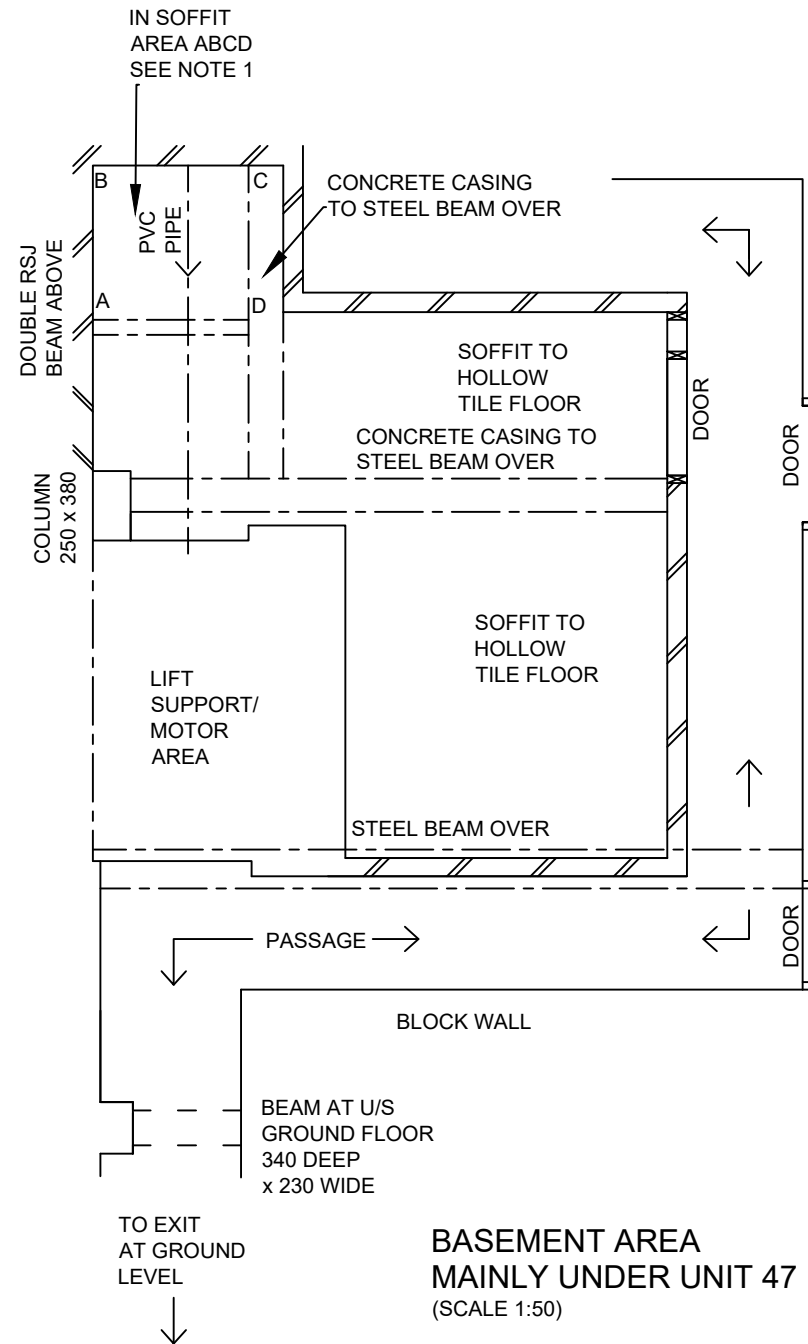 IN SOFFIT
AREA ABCD
SEE NOTE 1
B
C
CONCRETE CASING
TO STEEL BEAM OVER
PVC
PIPE
DOUBLE RSJ
BEAM ABOVE
A
D
SOFFIT TO
HOLLOW
TILE FLOOR
DOOR
DOOR
CONCRETE CASING TO
STEEL BEAM OVER
COLUMN
250 x 380
SOFFIT TO
HOLLOW
TILE FLOOR
LIFT
SUPPORT/
MOTOR
AREA
STEEL BEAM OVER
PASSAGE
DOOR
BLOCK WALL
BEAM AT U/S
GROUND FLOOR
340 DEEP
x 230 WIDE
TO EXIT
AT GROUND
LEVEL
BASEMENT AREA
MAINLY UNDER UNIT 47
(SCALE 1:50)